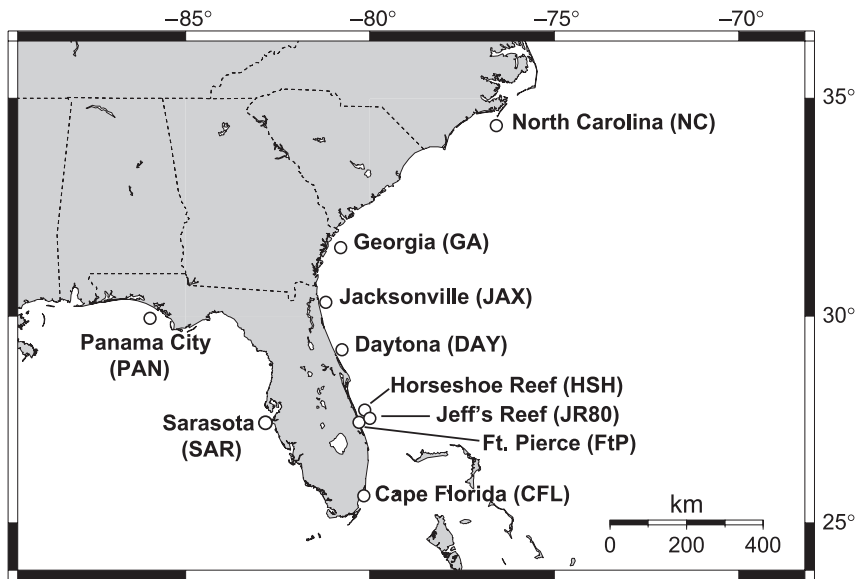 –85° –80° –75° –70°
35°
North Carolina (NC)
Georgia (GA)
Jacksonville (JAX)
30°
Panama City
(PAN)
Daytona (DAY)
Horseshoe Reef (HSH)
Jeff's Reef (JR80)
Sarasota
(SAR)
Ft. Pierce (FtP)
Cape Florida (CFL)
25°
km
0 200 400